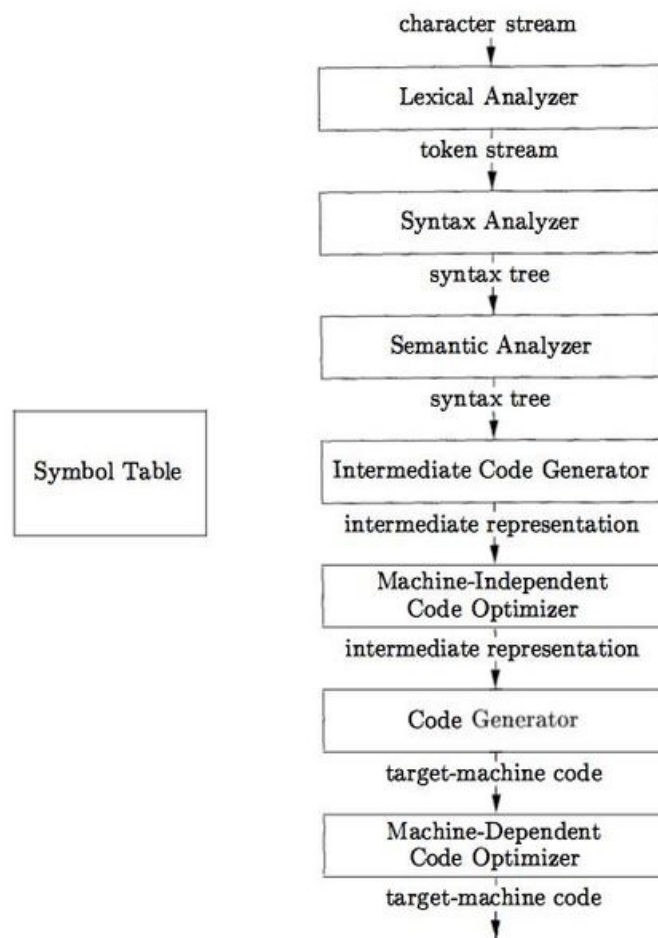 character stream
Lexical Analyzer
token stream
Syntax Analyzer
syntax tree
Semantic Analyzer
syntax tree
Symbol Table
Intermediate Code Generator
intermediate representation
Machine-Independent
Code Optimizer
intermediate representation
Code Generator
target-machine code
Machine-Dependent
Code Optimizer
target-machine code